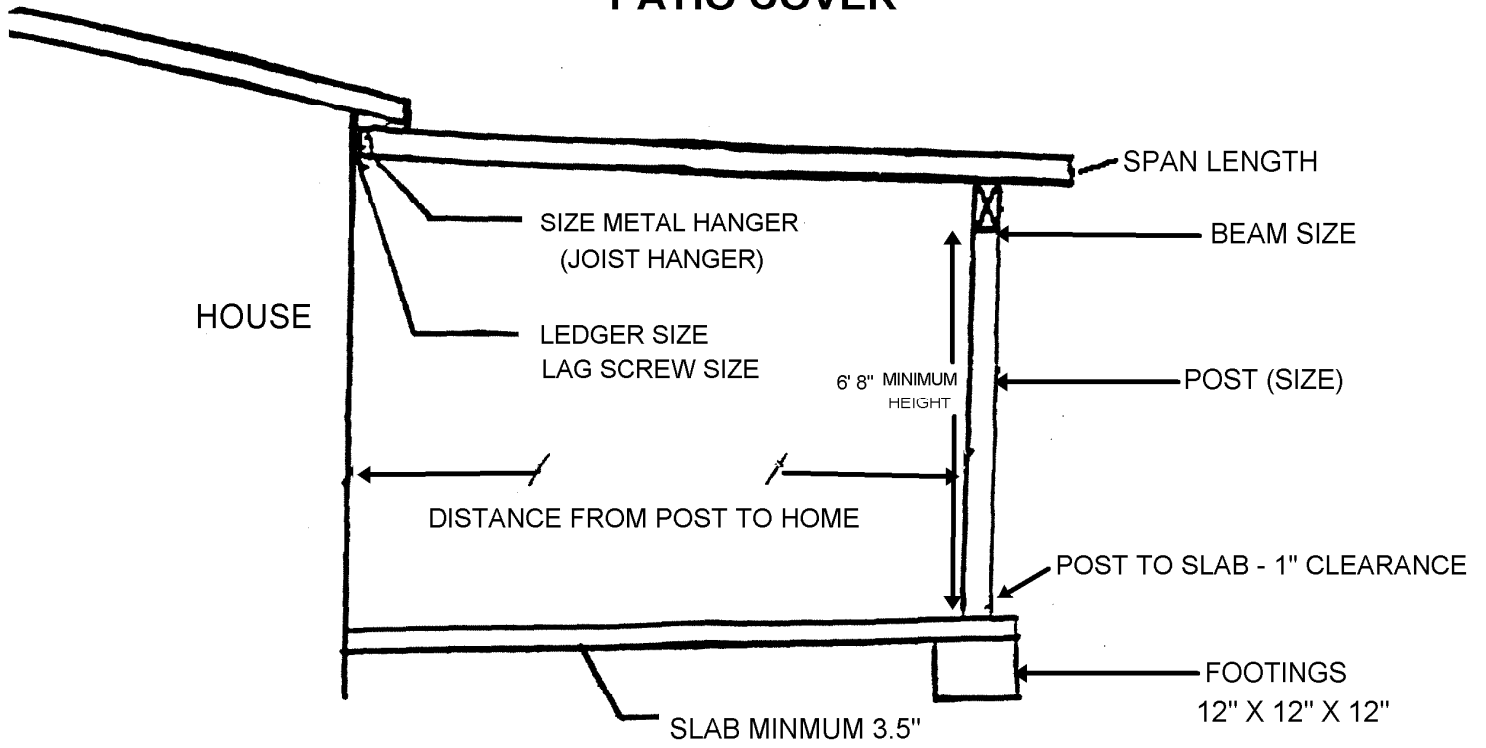 PATIO COVER
SPAN LENGTH
SIZE METAL HANGER
(JOIST HANGER)
BEAM SIZE
HOUSE
LEDGER SIZE
LAG SCREW SIZE
6' 8" MINIMUM
HEIGHT
POST (SIZE)
DISTANCE FROM POST TO HOME
POST TO SLAB - 1" CLEARANCE
FOOTINGS
12" X 12" X 12"
SLAB MINMUM 3.5"